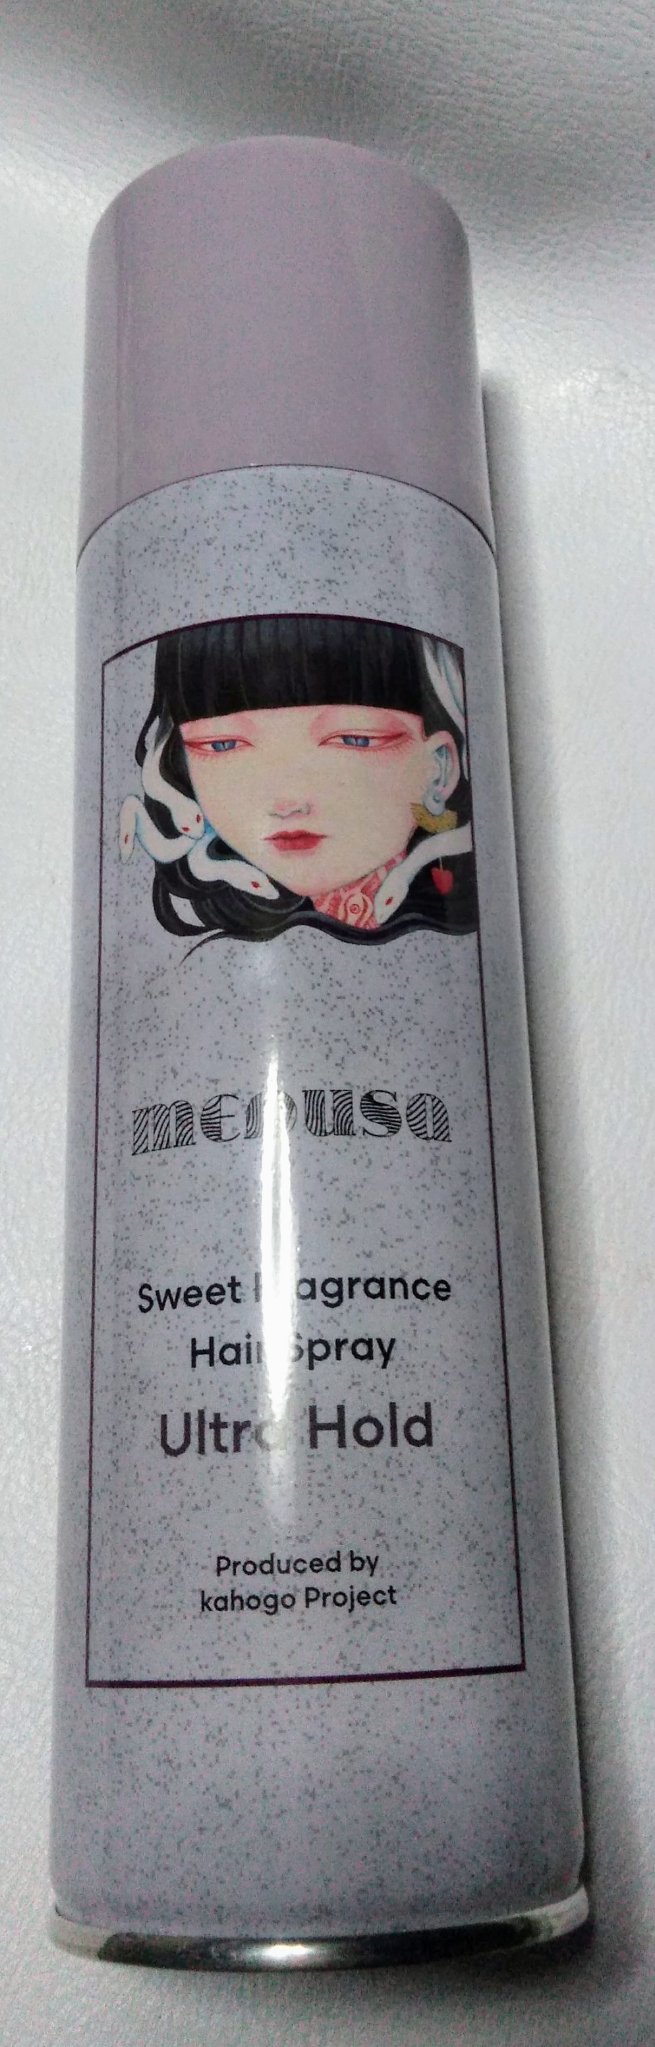 meDusa
Sweet Fragrance
Hair Spray
Ultra Hold
Produced by
kahogo Project